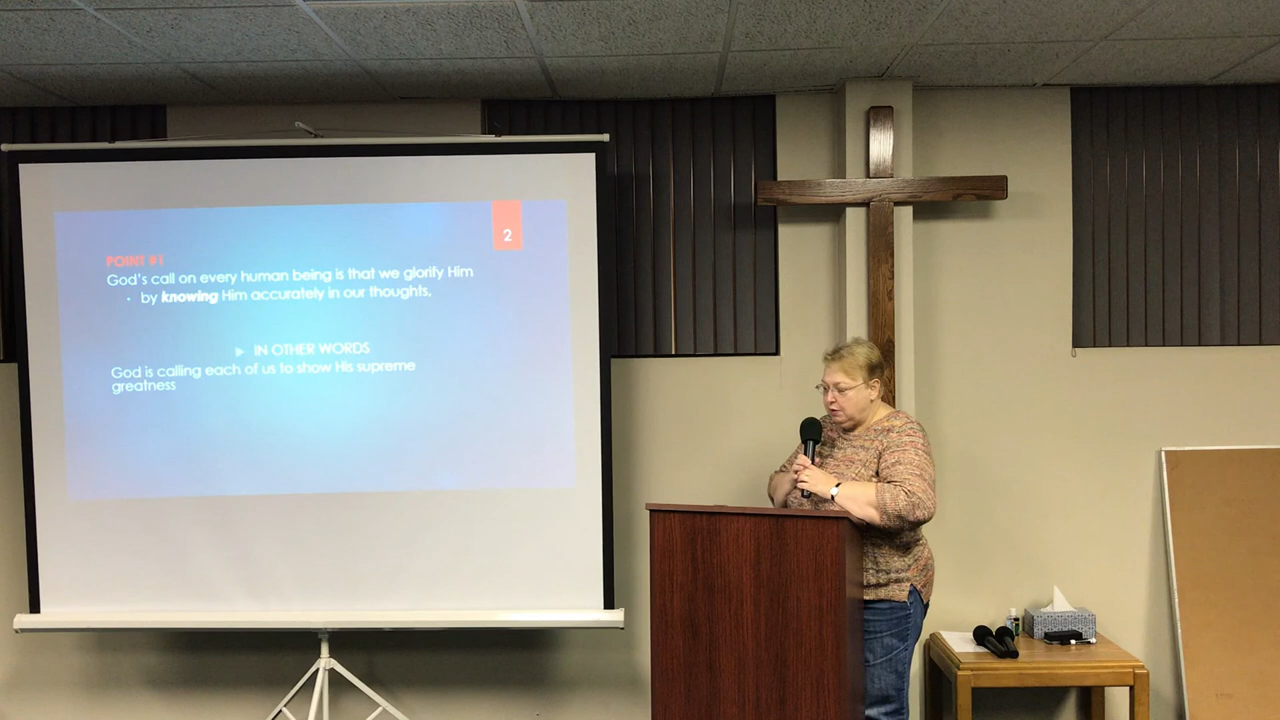 2
POINT #1
God's call on every human being is that we glorify Him
• by knowing Him accurately in our thoughts,
▶ IN OTHER WORDS
God is calling each of us to show His supreme
greatness